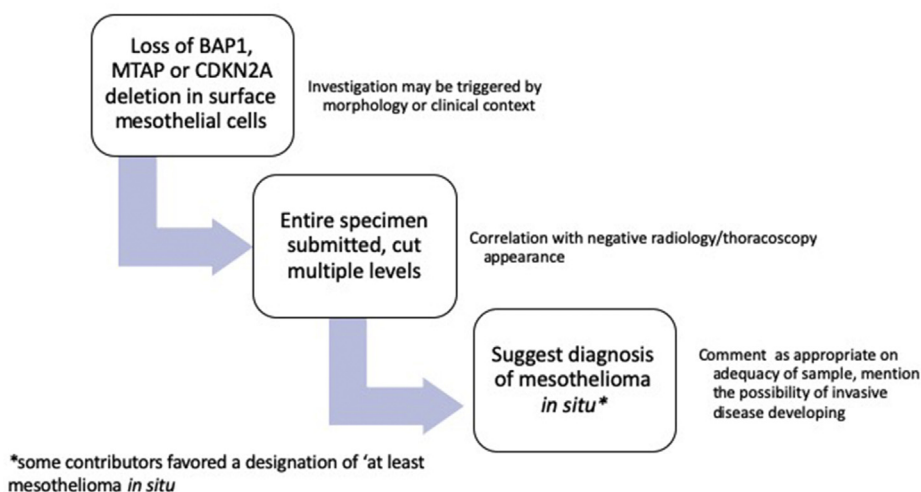 Loss of BAP1,
MTAP or CDKN2A
deletion in surface
mesothelial cells
Investigation may be triggered by
morphology or clinical context
Entire specimen
submitted, cut
multiple levels
Correlation with negative radiology/thoracoscopy
appearance
Suggest diagnosis
of mesothelioma
in situ*
Comment as appropriate on
adequacy of sample, mention
the possibility of invasive
disease developing
*some contributors favored a designation of ‘at least
mesothelioma in situ